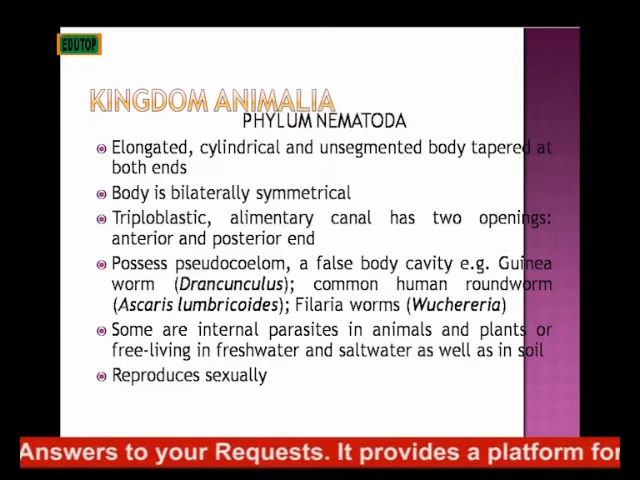 EDUTOP
KINGDOM ANIMALIA
PHYLUM NEMATODA
Elongated, cylindrical and unsegmented body tapered at
both ends
Body is bilaterally symmetrical
Triploblastic, alimentary canal has two openings:
anterior and posterior end
Possess pseudocoelom, a false body cavity e.g. Guinea
worm (Drancunculus); common human roundworm
(Ascaris lumbricoides); Filaria worms (Wuchereria)
Some are internal parasites in animals and plants or
free-living in freshwater and saltwater as well as in soil
Reproduces sexually
Answers to your Requests. It provides a platform for